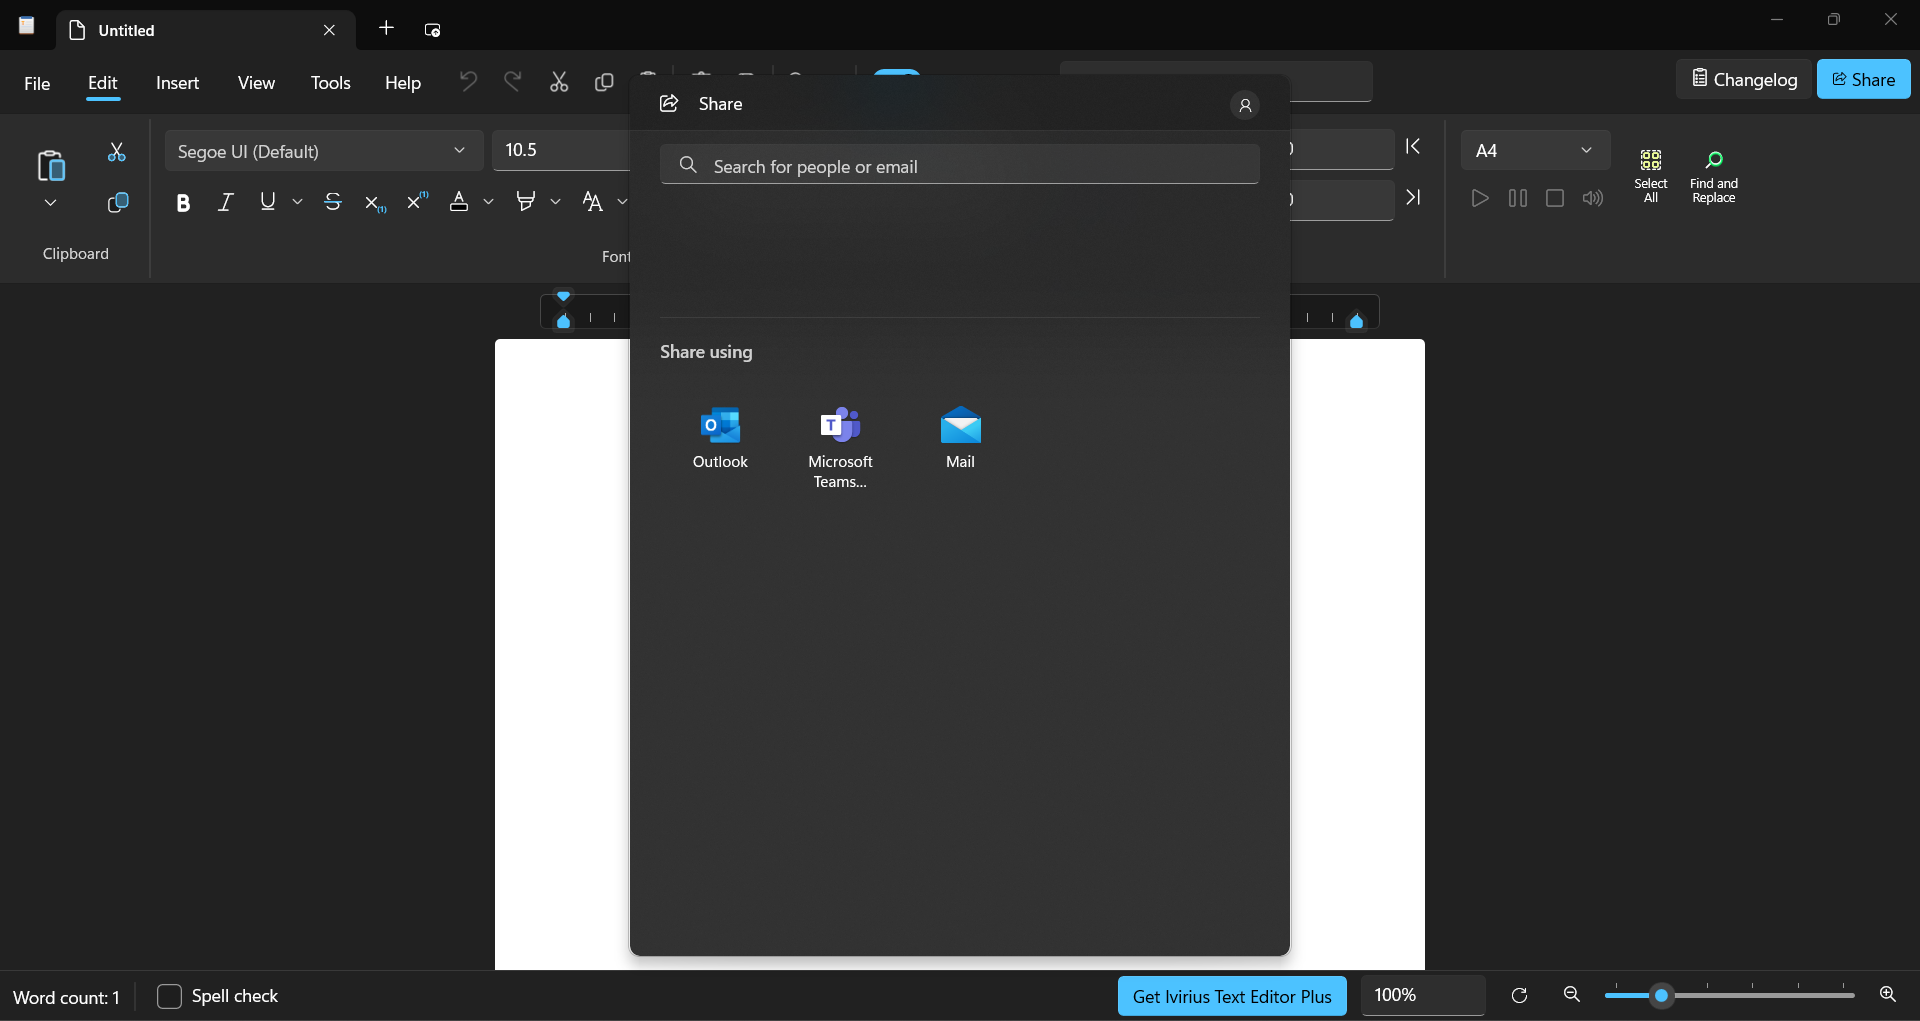 Untitled
File Edit Insert View Tools Help
Changelog
Share
Share
Segoe UI (Default)
10.5
A4
Search for people or email
Select
All
Find and
Replace
Clipboard
Font
Share using
Outlook
Microsoft
Teams...
Mail
Word count: 1
Spell check
Get Ivirius Text Editor Plus
100%